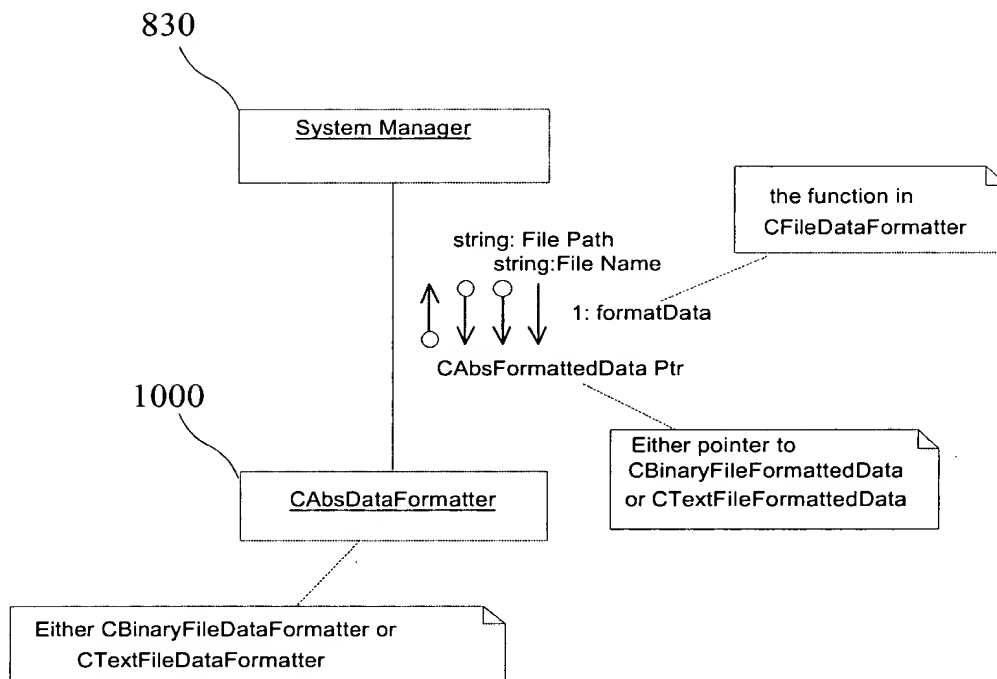 830
System Manager
the function in
CFileDataFormatter
string: File Path
string:File Name
1: formatData
CAbsFormattedData Ptr
1000
Either pointer to
CBinaryFileFormattedData
or CTextFileFormattedData
CAbsDataFormatter
Either CBinaryFileDataFormatter or
CTextFileDataFormatter